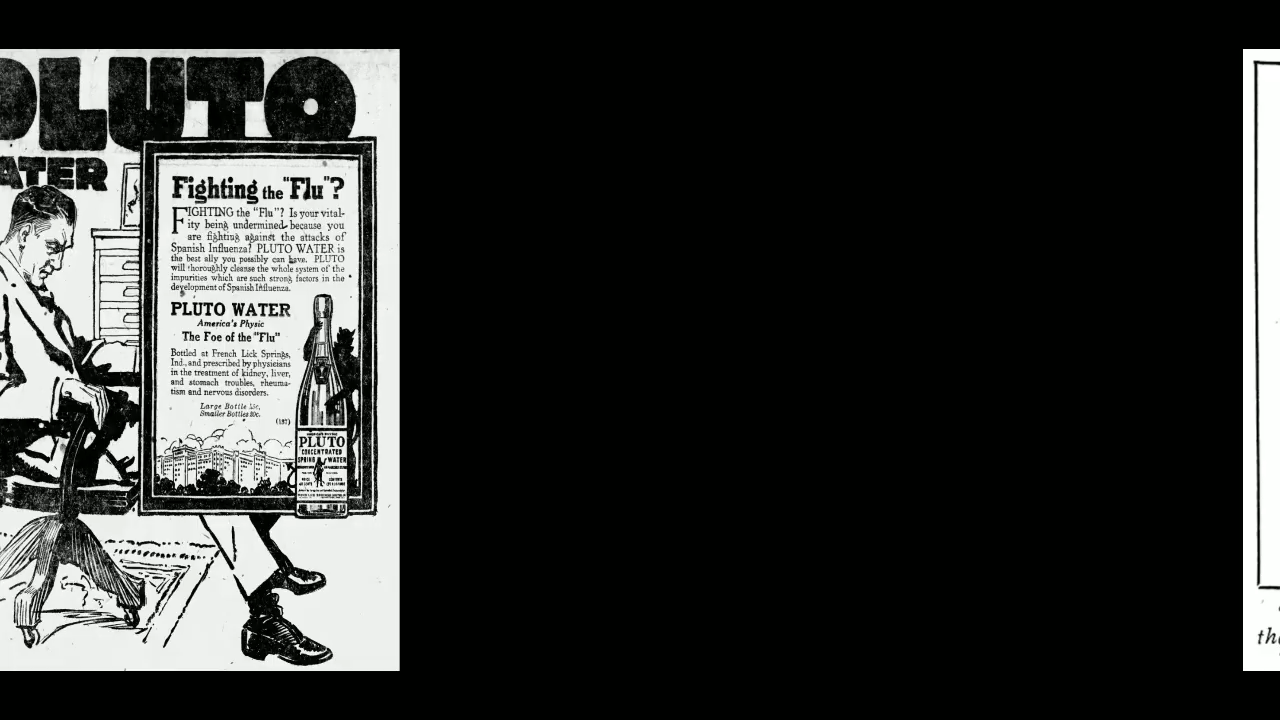 PLUTO
WATER
Fighting the "Flu"?
FIGHTING the "Flu"? Is your vital-
ity being undermined because you
are fighting against the attacks of
Spanish Influenza? PLUTO WATER is
the best ally you possibly can have. PLUTO
will thoroughly cleanse the whole system of the
impurities which are such strong factors in the
development of Spanish Influenza.
PLUTO WATER
America's Physic
The Foe of the "Flu"
Bottled at French Lick Springs,
Ind., and prescribed by physicians
in the treatment of kidney, liver,
and stomach troubles, rheuma-
tism and nervous disorders.
Large Bottle
Smaller Bottles 20c.
(137)
PLUTO
CONCENTRATED
SPRING WATER